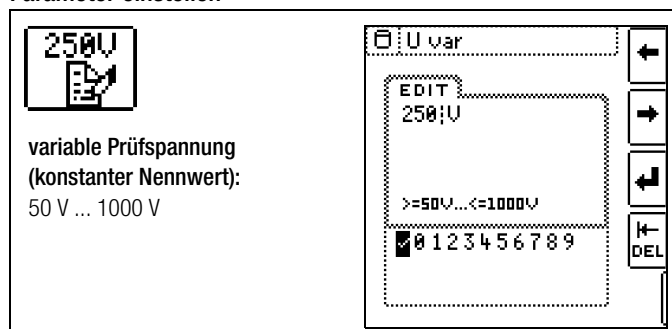 Parameter einstellen
250V
variable Prüfspannung
(konstanter Nennwert):
50 V ... 1000 V
U var
EDIT
250¦V
>=50V...<=1000V
0123456789
DEL